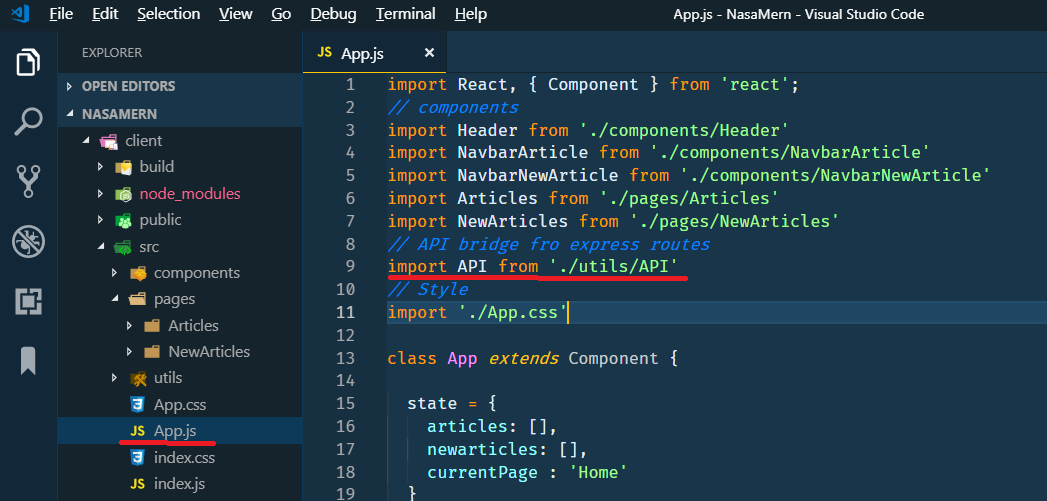 File Edit Selection View Go Debug Terminal Help App.js - NasaMern - Visual Studio Code
EXPLORER
OPEN EDITORS
NASAMERN
client
build
node_modules
public
src
components
pages
Articles
NewArticles
utils
App.css
JS App.js
index.css
JS index.js
JS App.js ×
1 import React, { Component } from 'react';
2 // components
3 import Header from './components/Header'
4 import NavbarArticle from './components/NavbarArticle'
5 import NavbarNewArticle from './components/NavbarNewArticle'
6 import Articles from './pages/Articles'
7 import NewArticles from './pages/NewArticles'
8 // API bridge fro express routes
9 import API from './utils/API'
10 // Style
11 import './App.css'
12
13 class App extends Component {
14
15 state = {
16 articles: [],
17 newarticles: [],
18 currentPage : 'Home'
19 }